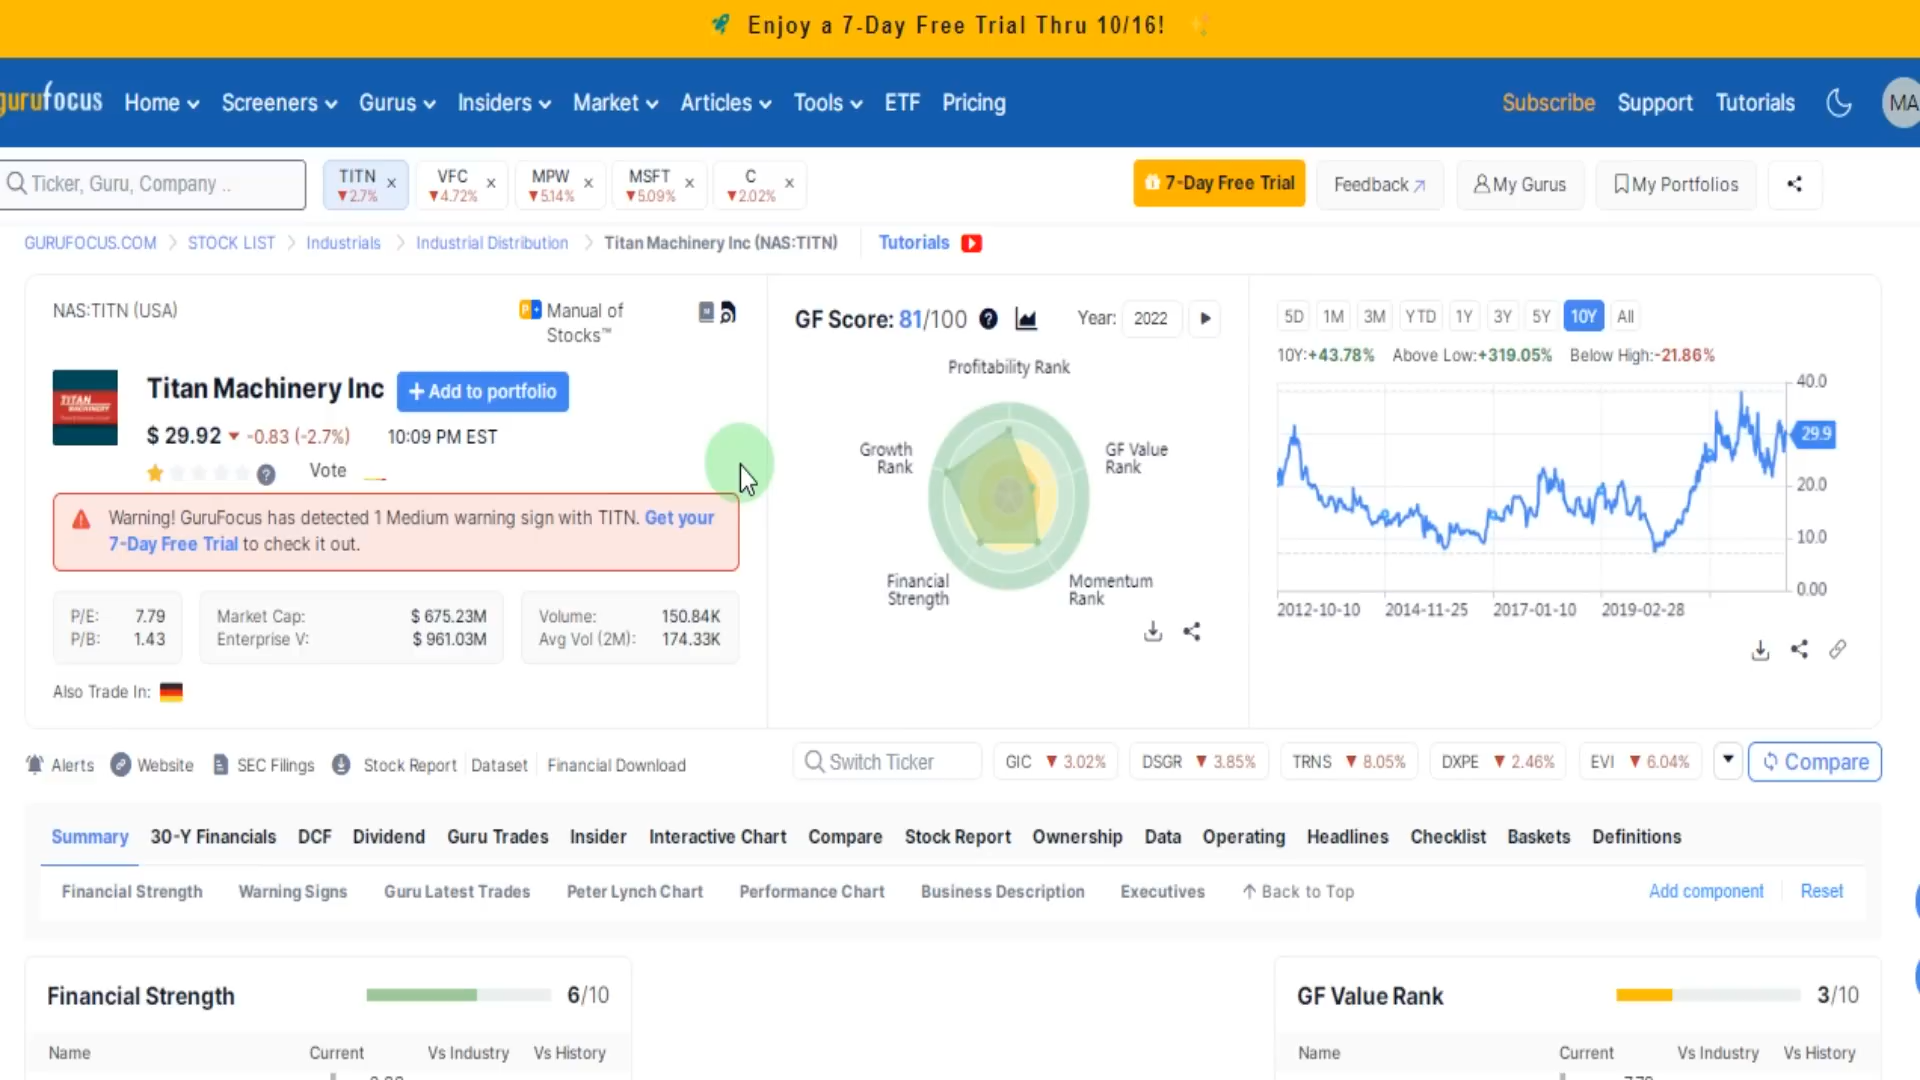 Enjoy a 7-Day Free Trial Thru 10/16!
gurufocus Home Screeners Gurus Insiders Market Articles Tools ETF Pricing Subscribe Support Tutorials MA
Ticker, Guru, Company ..
TITN × VFC × MPW × MSFT × C ×
▼2.7% ▼4.72% ▼5.14% ▼5.09% ▼2.02%
7-Day Free Trial Feedback ↗ My Gurus My Portfolios
GURUFOCUS.COM > STOCK LIST > Industrials > Industrial Distribution > Titan Machinery Inc (NAS:TITN) Tutorials
NAS:TITN (USA)
Manual of
Stocks™
TITAN
MACHINERY
Titan Machinery Inc + Add to portfolio
$ 29.92 ▼ -0.83 (-2.7%) 10:09 PM EST
? Vote
Warning! GuruFocus has detected 1 Medium warning sign with TITN. Get your
7-Day Free Trial to check it out.
P/E: 7.79
P/B: 1.43
Market Cap: $ 675.23M
Enterprise V: $ 961.03M
Volume: 150.84K
Avg Vol (2M): 174.33K
Also Trade In:
GF Score: 81/100 ? Year: 2022
Profitability Rank
Growth
Rank
GF Value
Rank
Financial
Strength
Momentum
Rank
5D 1M 3M YTD 1Y 3Y 5Y 10Y All
10Y:+43.78% Above Low:+319.05% Below High:-21.86%
40.0
29.9
20.0
10.0
0.00
2012-10-10 2014-11-25 2017-01-10 2019-02-28
Alerts Website SEC Filings Stock Report Dataset Financial Download
Switch Ticker GIC ▼ 3.02% DSGR ▼ 3.85% TRNS ▼ 8.05% DXPE ▼ 2.46% EVI ▼ 6.04% Compare
Summary 30-Y Financials DCF Dividend Guru Trades Insider Interactive Chart Compare Stock Report Ownership Data Operating Headlines Checklist Baskets Definitions
Financial Strength Warning Signs Guru Latest Trades Peter Lynch Chart Performance Chart Business Description Executives ↑ Back to Top Add component Reset
Financial Strength 6/10
Name Current Vs Industry Vs History
GF Value Rank 3/10
Name Current Vs Industry Vs History